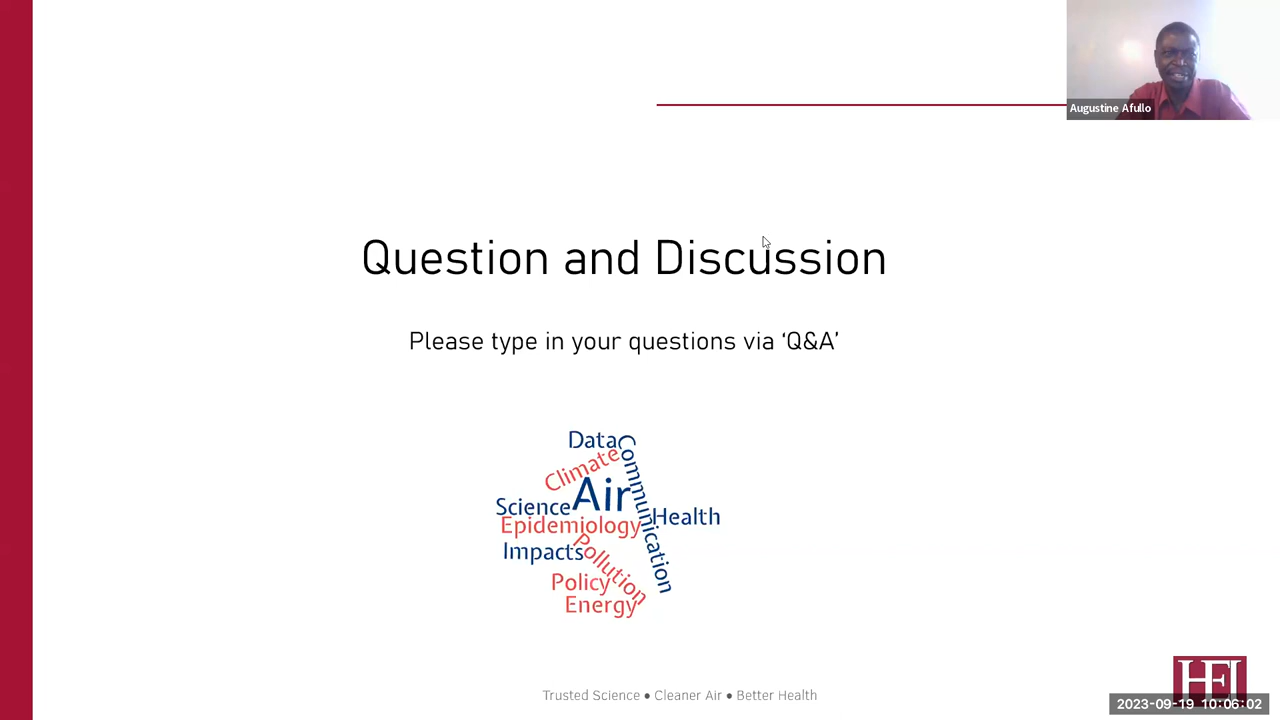 Augustine Afullo
Question and Discussion
Please type in your questions via ‘Q&A’
Data
Communication
Climate
Air
Science
Health
Epidemiology
Impacts
Pollution
Policy
Energy
HEI
Trusted Science ● Cleaner Air ● Better Health
2023-09-19 10:06:02